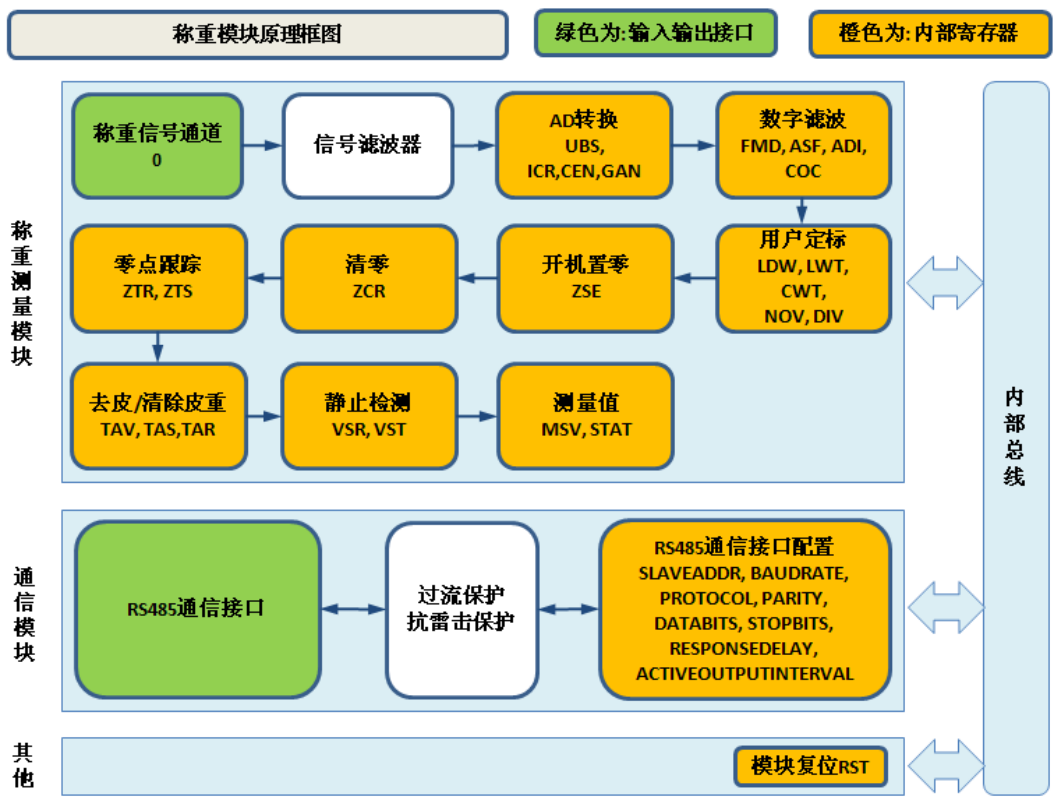 称重模块原理框图
绿色为:输入输出接口
橙色为:内部寄存器
称重测量模块
称重信号通道
0
信号滤波器
AD转换
UBS,
ICR,CEN,GAN
数字滤波
FMD, ASF, ADI,
COC
零点跟踪
ZTR, ZTS
清零
ZCR
开机置零
ZSE
用户定标
LDW, LWT,
CWT,
NOV, DIV
去皮/清除皮重
TAV, TAS,TAR
静止检测
VSR, VST
测量值
MSV, STAT
内部总线
通信模块
RS485通信接口
过流保护
抗雷击保护
RS485通信接口配置
SLAVEADDR, BAUDRATE,
PROTOCOL, PARITY,
DATABITS, STOPBITS,
RESPONSEDELAY,
ACTIVEOUTPUTINTERVAL
其他
模块复位RST